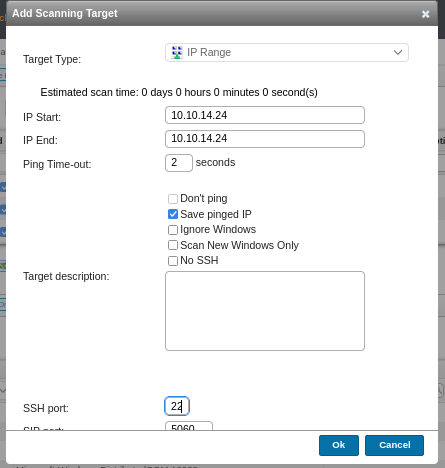 Add Scanning Target
Target Type: IP Range
Estimated scan time: 0 days 0 hours 0 minutes 0 second(s)
IP Start: 10.10.14.24
IP End: 10.10.14.24
Ping Time-out: 2 seconds
Don't ping
Save pinged IP
Ignore Windows
Scan New Windows Only
No SSH
Target description:
SSH port: 22
SIP port: 5060
Ok Cancel